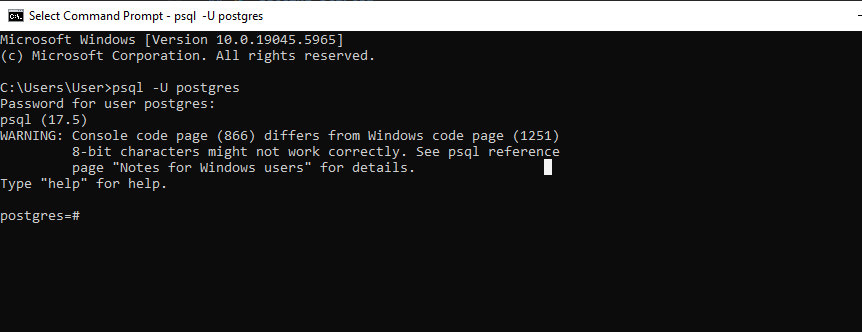 Select Command Prompt - psql  -U postgres
Microsoft Windows [Version 10.0.19045.5965]
(c) Microsoft Corporation. All rights reserved.
C:\Users\User>psql -U postgres
Password for user postgres:
psql (17.5)
WARNING: Console code page (866) differs from Windows code page (1251)
         8-bit characters might not work correctly. See psql reference
         page "Notes for Windows users" for details.
Type "help" for help.
postgres=#